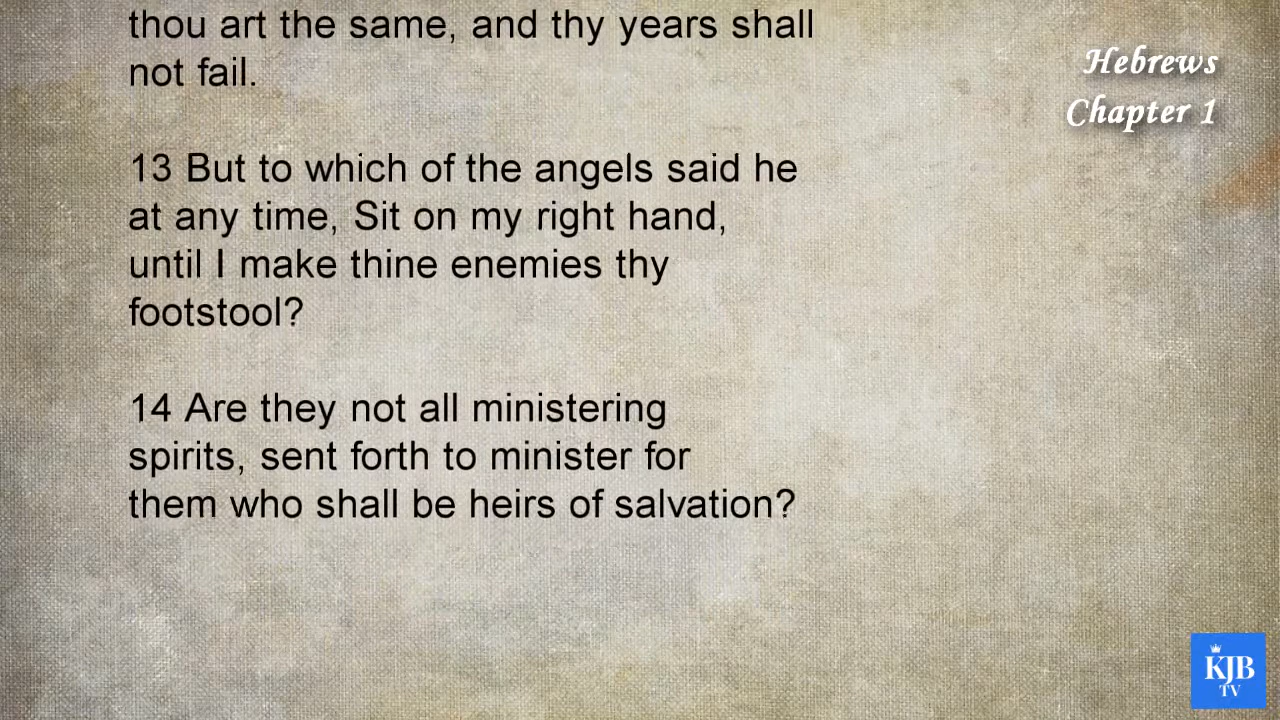 thou art the same, and thy years shall
not fail.
Hebrews
Chapter 1
13 But to which of the angels said he
at any time, Sit on my right hand,
until I make thine enemies thy
footstool?
14 Are they not all ministering
spirits, sent forth to minister for
them who shall be heirs of salvation?
KJB
TV